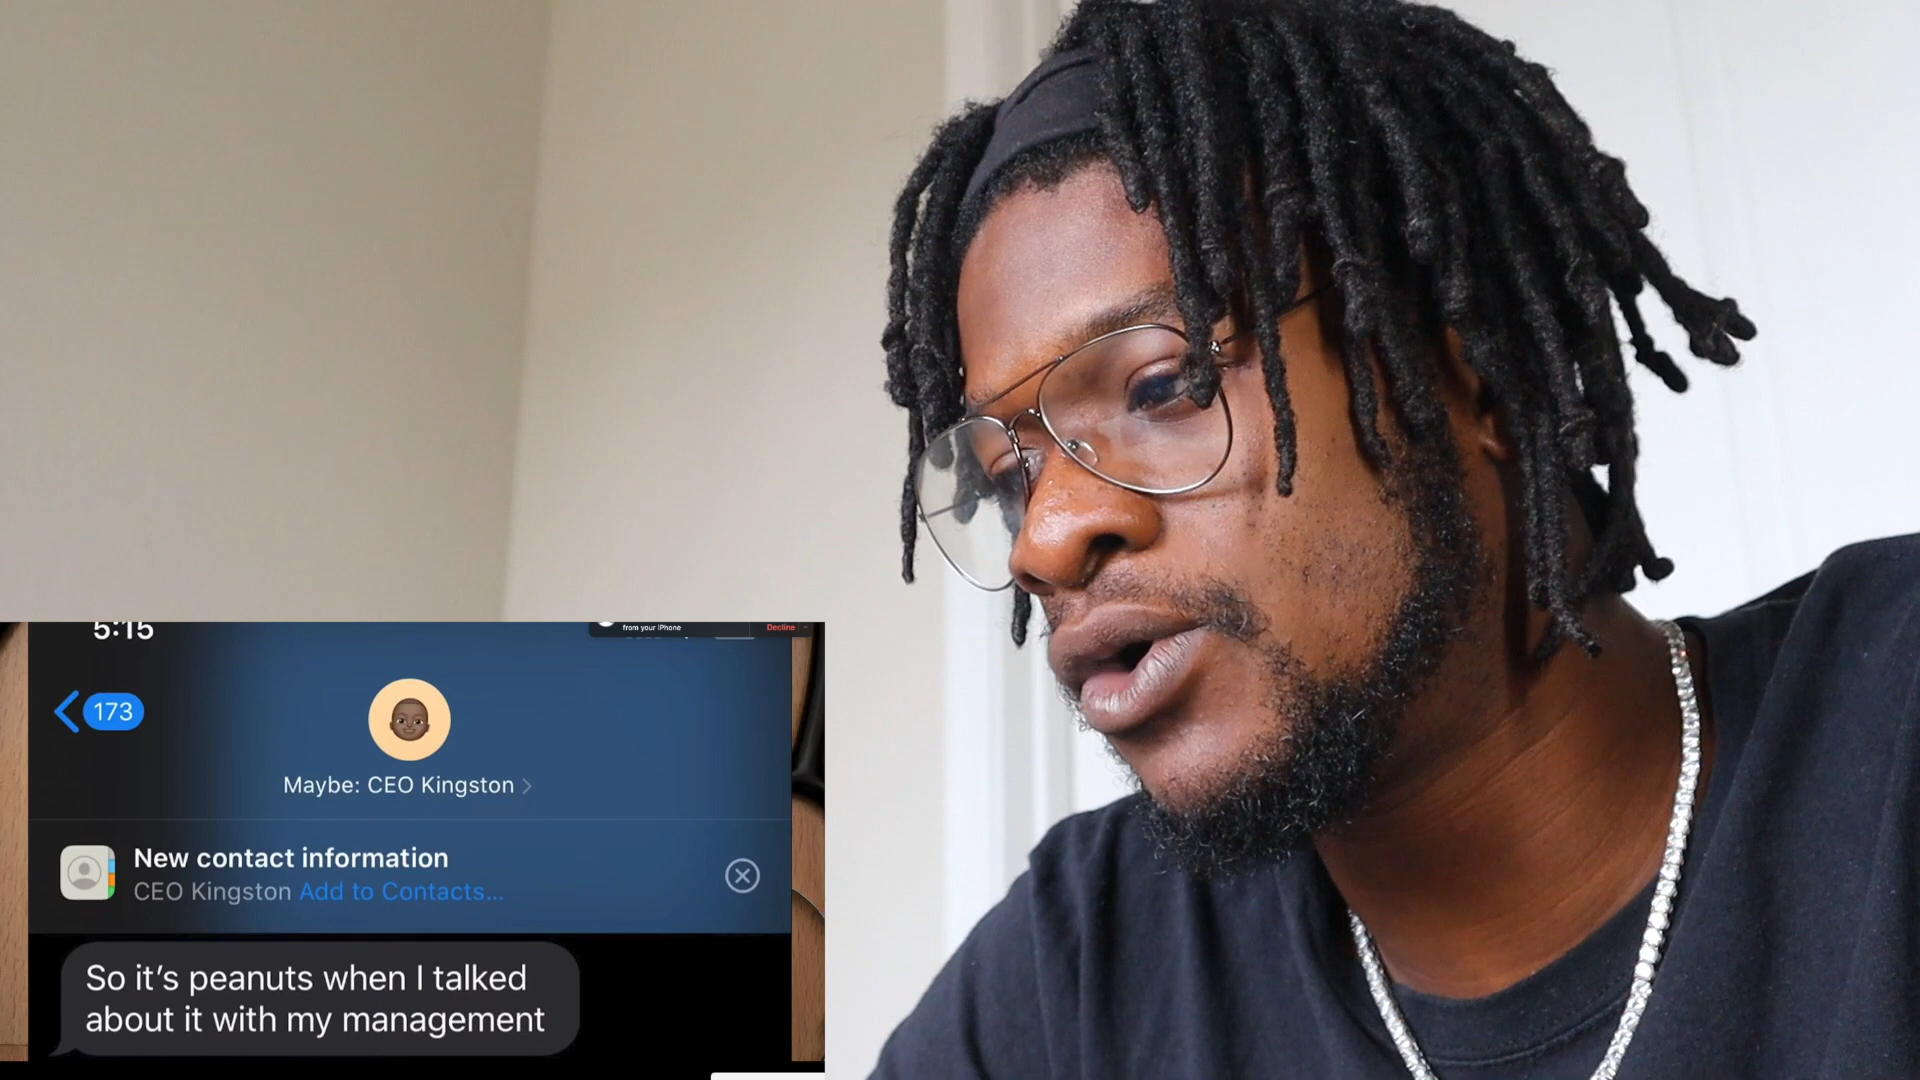 5:15
from your iPhone
Decline
173
Maybe: CEO Kingston
New contact information
CEO Kingston Add to Contacts...
So it's peanuts when I talked
about it with my management